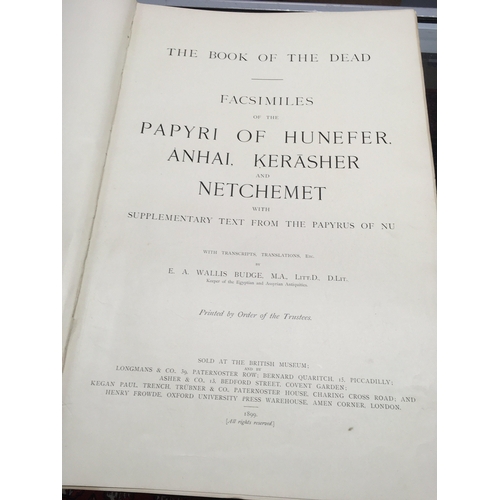 THE BOOK OF THE DEAD
FACSIMILES
OF THE
PAPYRI OF HUNEFER,
ĀNHAI, KERĀSHER
AND
NETCHEMET
WITH
SUPPLEMENTARY TEXT FROM THE PAPYRUS OF NU
WITH TRANSCRIPTS, TRANSLATIONS, Etc.
BY
E. A. WALLIS BUDGE, M.A., Litt.D., D.Lit.
Keeper of the Egyptian and Assyrian Antiquities.
Printed by Order of the Trustees.
SOLD AT THE BRITISH MUSEUM;
AND BY
LONGMANS & CO. 39, PATERNOSTER ROW; BERNARD QUARITCH, 15, PICCADILLY;
ASHER & CO. 13, BEDFORD STREET, COVENT GARDEN;
KEGAN PAUL, TRENCH, TRÜBNER & CO, PATERNOSTER HOUSE, CHARING CROSS ROAD; AND
HENRY FROWDE, OXFORD UNIVERSITY PRESS WAREHOUSE, AMEN CORNER, LONDON.
1899.
[All rights reserved.]